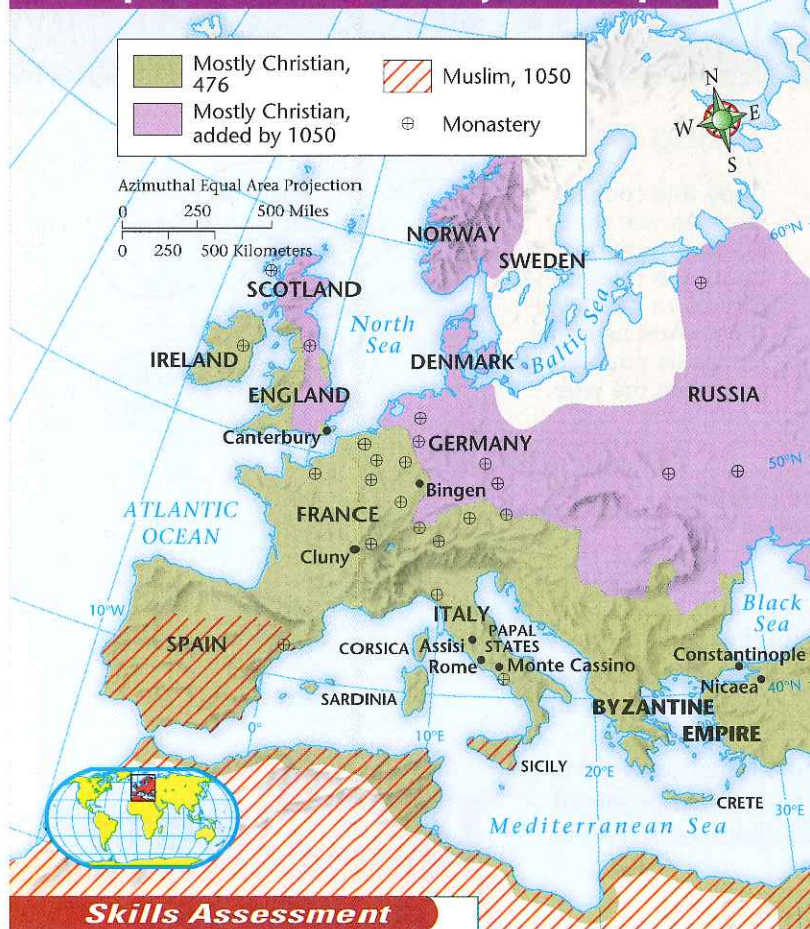 Mostly Christian,
476
Mostly Christian,
added by 1050
Muslim, 1050
Monastery
N
W
E
S
Azimuthal Equal Area Projection
0 250 500 Miles
0 250 500 Kilometers
60°N
NORWAY
SWEDEN
SCOTLAND
North
Sea
Baltic Sea
IRELAND
DENMARK
ENGLAND
RUSSIA
Canterbury
GERMANY
50°N
Bingen
ATLANTIC
OCEAN
FRANCE
Cluny
10°W
Black
Sea
ITALY
SPAIN
CORSICA
Assisi
PAPAL
STATES
Rome
Monte Cassino
Constantinople
Nicaea
40°N
SARDINIA
BYZANTINE
EMPIRE
0°
10°E
SICILY
20°E
CRETE
30°E
Mediterranean Sea
Skills Assessment